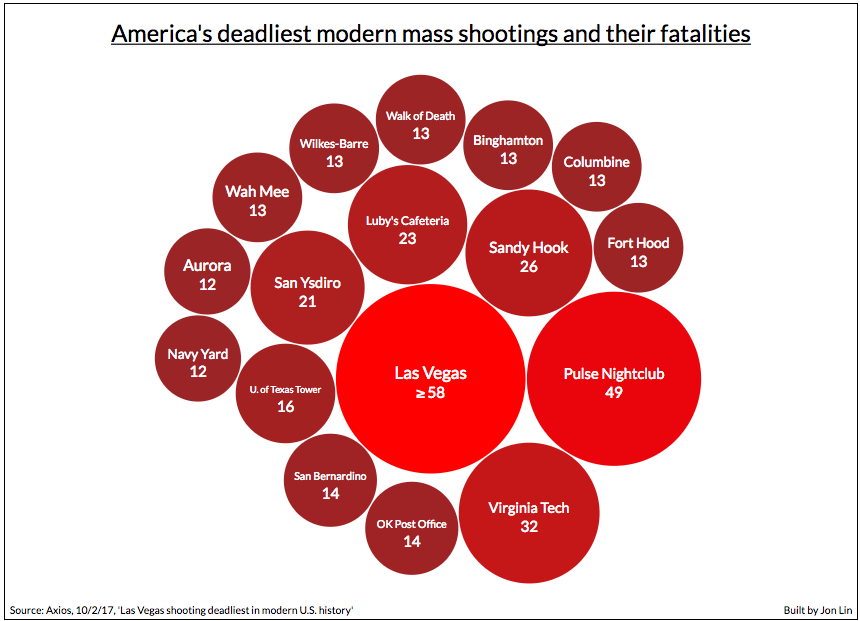 America's deadliest modern mass shootings and their fatalities
Walk of Death
13
Wilkes-Barre
13
Binghamton
13
Columbine
13
Wah Mee
13
Luby's Cafeteria
23
Sandy Hook
26
Fort Hood
13
Aurora
12
San Ysdiro
21
Navy Yard
12
Las Vegas
≥58
Pulse Nightclub
49
U. of Texas Tower
16
San Bernardino
14
OK Post Office
14
Virginia Tech
32
Source: Axios, 10/2/17, 'Las Vegas shooting deadliest in modern U.S. history'
Built by Jon Lin